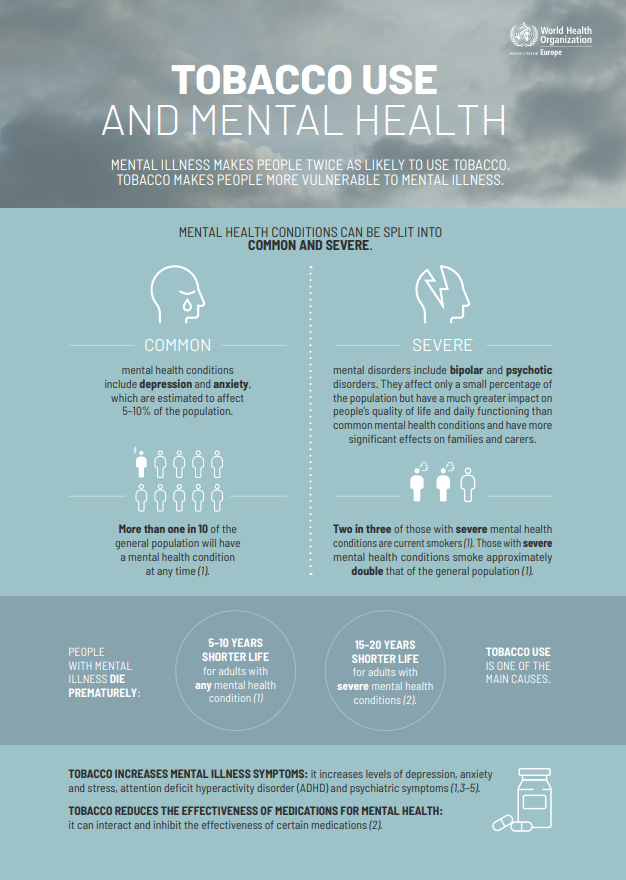 World Health
Organization
Europe
TOBACCO USE
AND MENTAL HEALTH
MENTAL ILLNESS MAKES PEOPLE TWICE AS LIKELY TO USE TOBACCO.
TOBACCO MAKES PEOPLE MORE VULNERABLE TO MENTAL ILLNESS.
MENTAL HEALTH CONDITIONS CAN BE SPLIT INTO
COMMON AND SEVERE.
COMMON
mental health conditions
include depression and anxiety,
which are estimated to affect
5–10% of the population.
More than one in 10 of the
general population will have
a mental health condition
at any time (1).
SEVERE
mental disorders include bipolar and psychotic
disorders. They affect only a small percentage of
the population but have a much greater impact on
people's quality of life and daily functioning than
common mental health conditions and have more
significant effects on families and carers.
Two in three of those with severe mental health
conditions are current smokers (1). Those with severe
mental health conditions smoke approximately
double that of the general population (1).
PEOPLE
WITH MENTAL
ILLNESS DIE
PREMATURELY:
5–10 YEARS
SHORTER LIFE
for adults with
any mental health
condition (1)
15–20 YEARS
SHORTER LIFE
for adults with
severe mental health
conditions (2).
TOBACCO USE
IS ONE OF THE
MAIN CAUSES.
TOBACCO INCREASES MENTAL ILLNESS SYMPTOMS: it increases levels of depression, anxiety
and stress, attention deficit hyperactivity disorder (ADHD) and psychiatric symptoms (1,3–5).
TOBACCO REDUCES THE EFFECTIVENESS OF MEDICATIONS FOR MENTAL HEALTH:
it can interact and inhibit the effectiveness of certain medications (2).